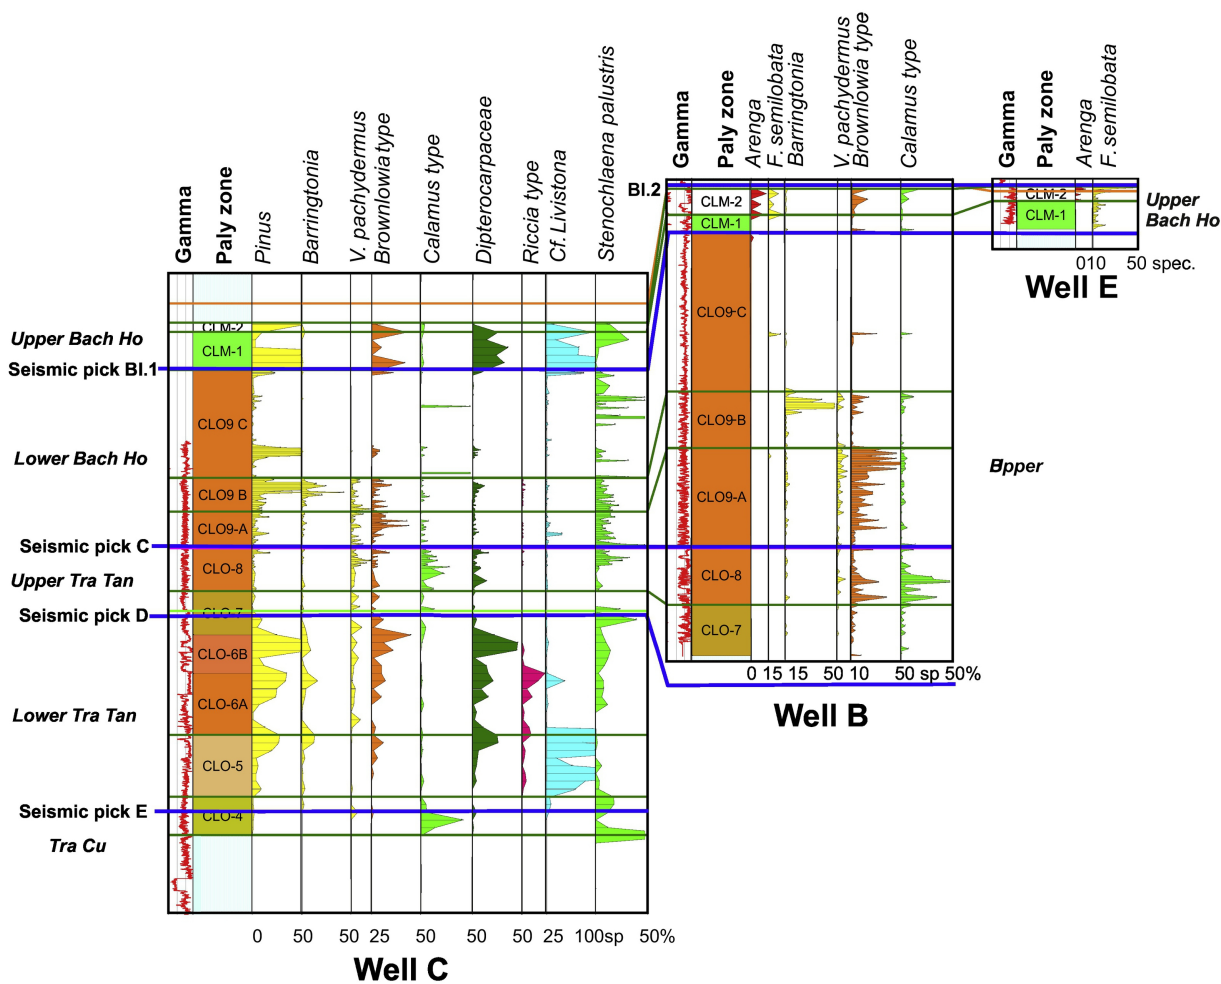 Gamma
Paly zone
Pinus
Barringtonia
V. pachydermus
Brownlowia type
Calamus type
Dipterocarpaceae
Riccia type
Cf. Livistona
Stenochlaena palustris
Gamma
Paly zone
Arenga
F. semilobata
Barringtonia
V. pachydermus
Brownlowia type
Calamus type
Gamma
Paly zone
Arenga
F. semilobata
BI.2
CLM-2
CLM-1
CLO9-C
CLO9-B
CLO9-A
CLO-8
CLO-7
0 15 15 50 10 50 sp 50%
Well B
CLM-2
CLM-1
Upper
Bach Ho
010 50 spec.
Well E
Upper Bach Ho
Seismic pick BI.1
Lower Bach Ho
Seismic pick C
Upper Tra Tan
Seismic pick D
Lower Tra Tan
Seismic pick E
Tra Cu
CLM-2
CLM-1
CLO9 C
CLO9 B
CLO9-A
CLO-8
CLO-7
CLO-6B
CLO-6A
CLO-5
CLO-4
0 50 50 25 50 50 50 25 100sp 50%
Well C